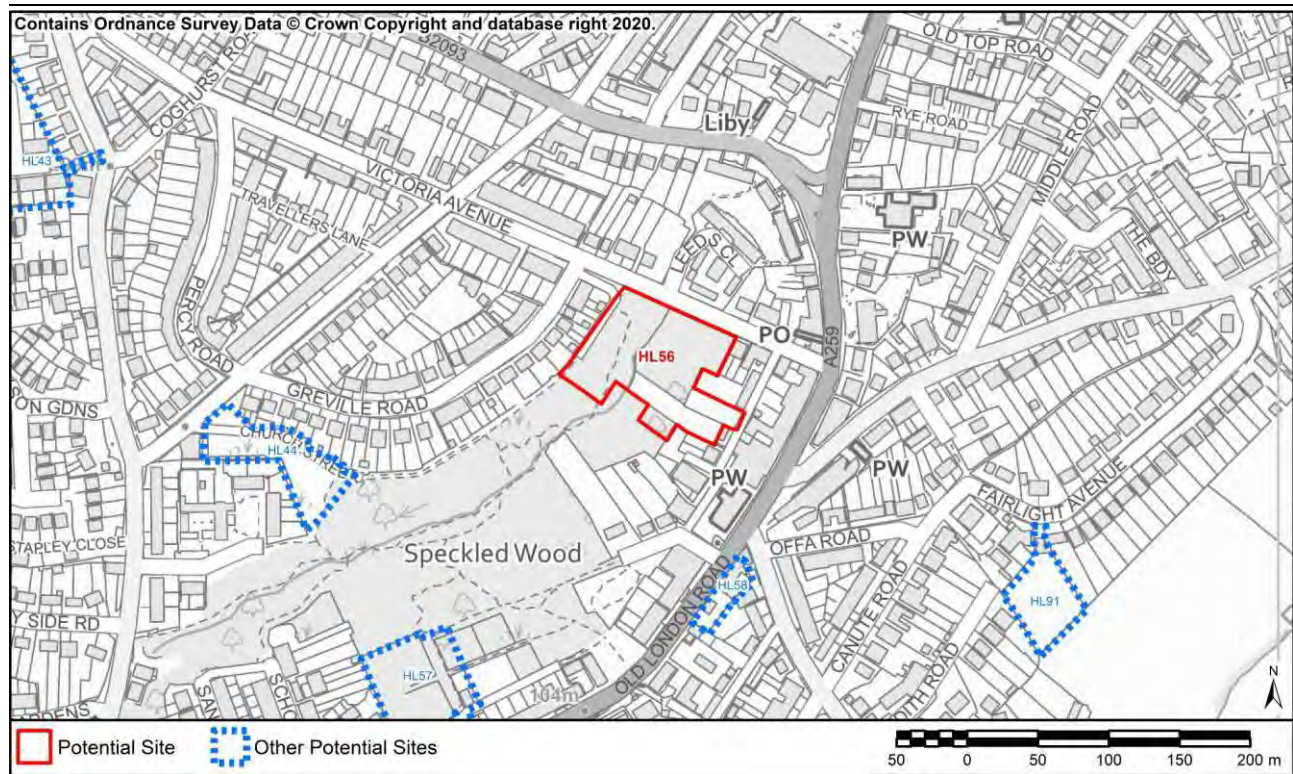 Contains Ordnance Survey Data © Crown Copyright and database right 2020.
OLD TOP ROAD
COGHURST ROAD
RYE ROAD
MIDDLE ROAD
Liby
HL43
VICTORIA AVENUE
TRAVELLERS LANE
PW
LEEDS CL
THE BDY
PERCY ROAD
PO
A259
HL56
SON GDNS
GREVILLE ROAD
CHURCH STREET
HL44
PW
PW
FAIRLIGHT AVENUE
STAPLEY CLOSE
OFFA ROAD
Speckled Wood
HL58
CANUTE ROAD
HL91
Y SIDE RD
OLD LONDON ROAD
HL57
EDITH ROAD
104m
N
Potential Site
Other Potential Sites
50 0 50 100 150 200 m